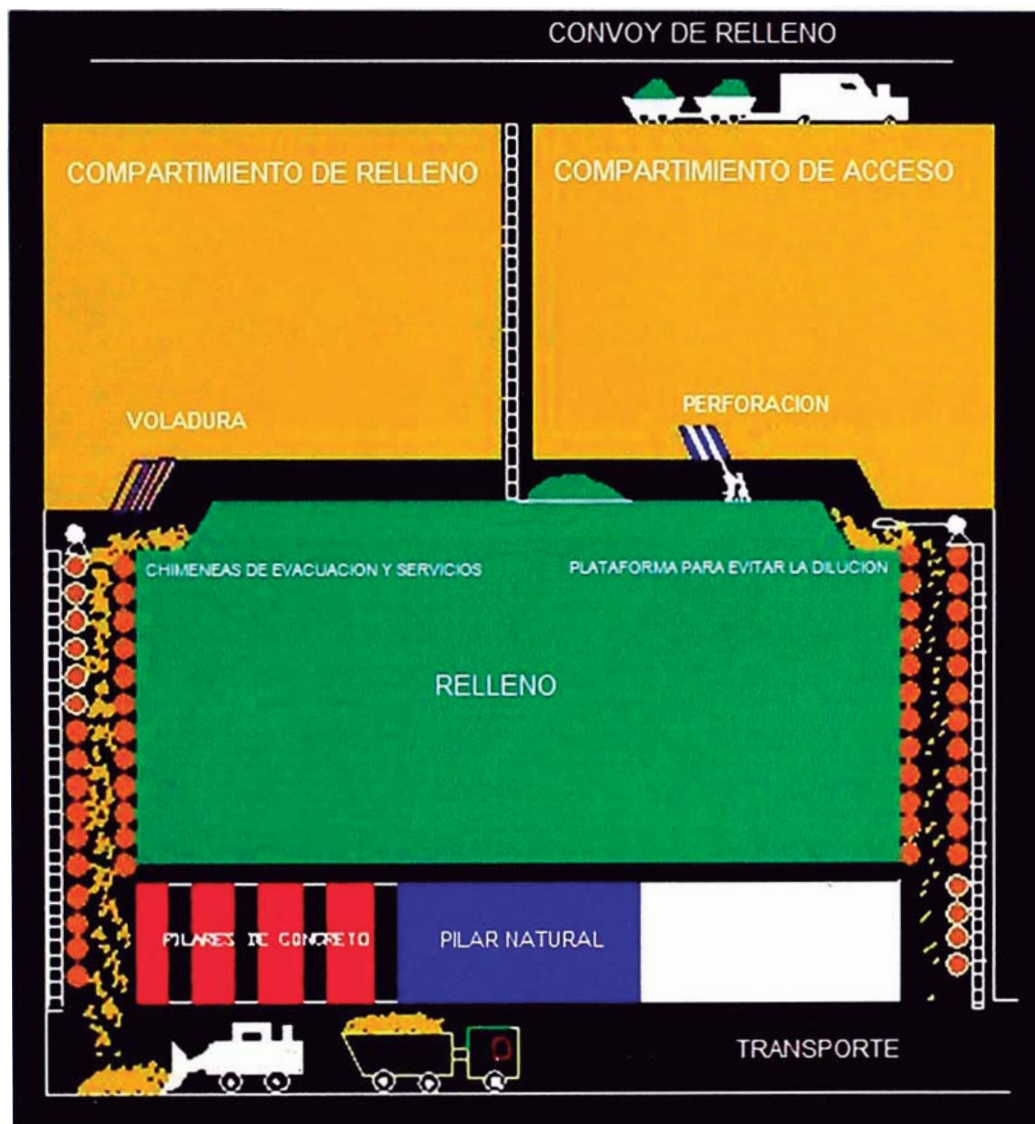 CONVOY DE RELLENO
COMPARTIMIENTO DE RELLENO
COMPARTIMIENTO DE ACCESO
VOLADURA
PERFORACION
CHIMENEAS DE EVACUACION Y SERVICIOS
PLATAFORMA PARA EVITAR LA DILUCION
RELLENO
PILARES DE CONCRETO
PILAR NATURAL
TRANSPORTE